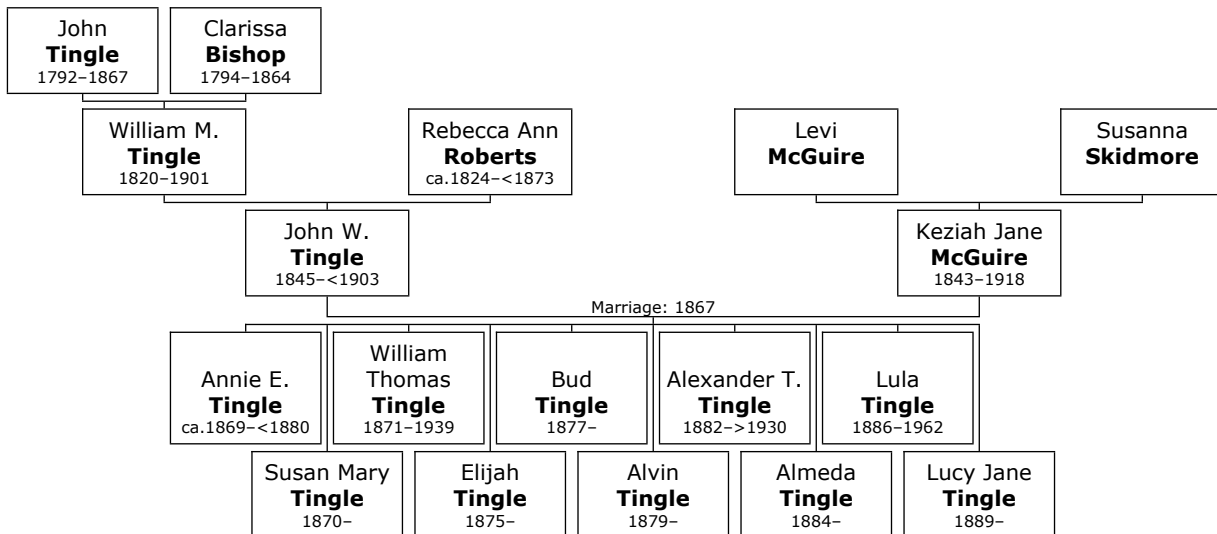 John
Tingle
1792–1867
Clarissa
Bishop
1794–1864
William M.
Tingle
1820–1901
Rebecca Ann
Roberts
ca.1824–<1873
Levi
McGuire
Susanna
Skidmore
John W.
Tingle
1845–<1903
Keziah Jane
McGuire
1843–1918
Marriage: 1867
Annie E.
Tingle
ca.1869–<1880
William
Thomas
Tingle
1871–1939
Bud
Tingle
1877–
Alexander T.
Tingle
1882–>1930
Lula
Tingle
1886–1962
Susan Mary
Tingle
1870–
Elijah
Tingle
1875–
Alvin
Tingle
1879–
Almeda
Tingle
1884–
Lucy Jane
Tingle
1889–